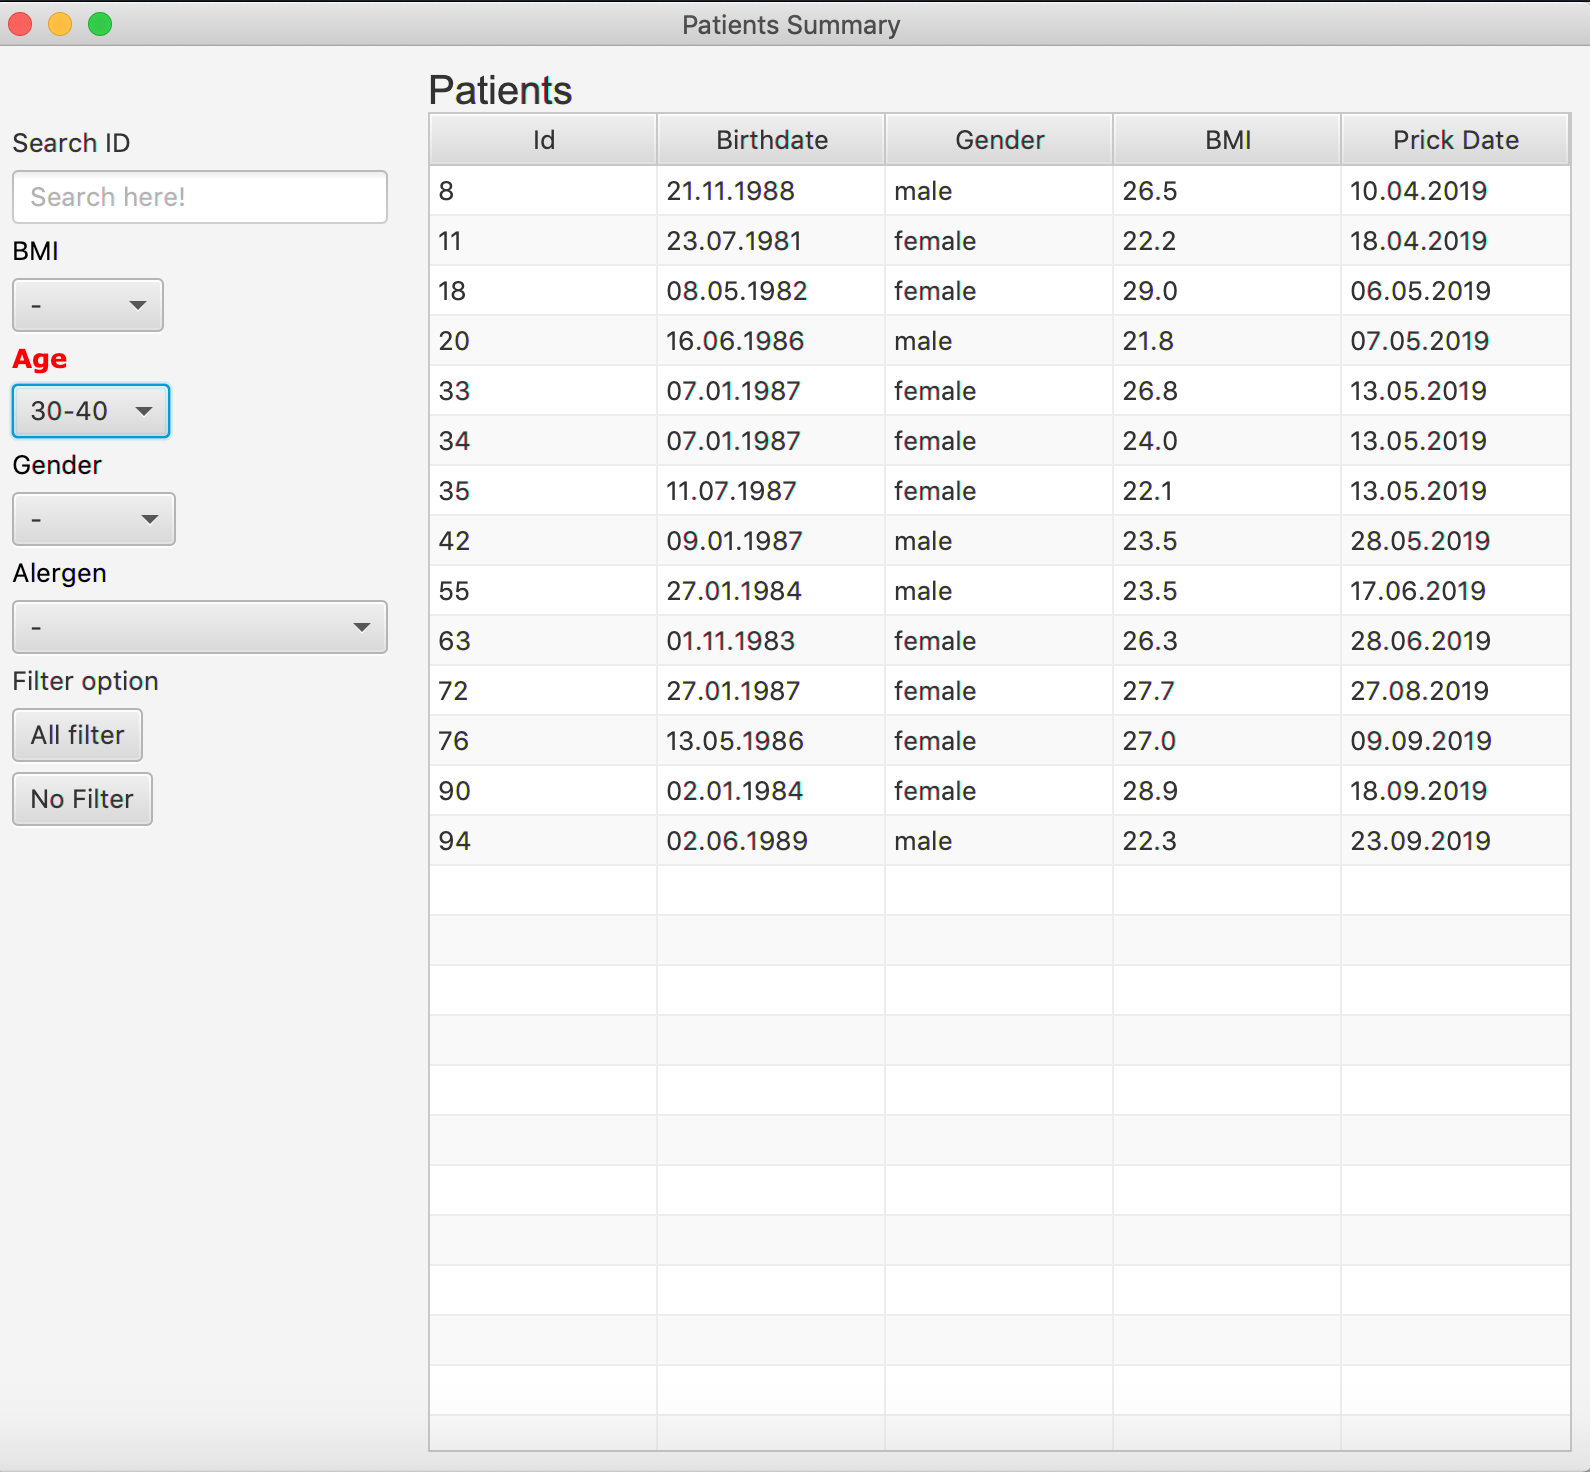 Patients Summary
Search ID
Search here!
BMI
-
Age
30-40
Gender
-
Alergen
-
Filter option
All filter
No Filter
Patients
Id Birthdate Gender BMI Prick Date
8 21.11.1988 male 26.5 10.04.2019
11 23.07.1981 female 22.2 18.04.2019
18 08.05.1982 female 29.0 06.05.2019
20 16.06.1986 male 21.8 07.05.2019
33 07.01.1987 female 26.8 13.05.2019
34 07.01.1987 female 24.0 13.05.2019
35 11.07.1987 female 22.1 13.05.2019
42 09.01.1987 male 23.5 28.05.2019
55 27.01.1984 male 23.5 17.06.2019
63 01.11.1983 female 26.3 28.06.2019
72 27.01.1987 female 27.7 27.08.2019
76 13.05.1986 female 27.0 09.09.2019
90 02.01.1984 female 28.9 18.09.2019
94 02.06.1989 male 22.3 23.09.2019